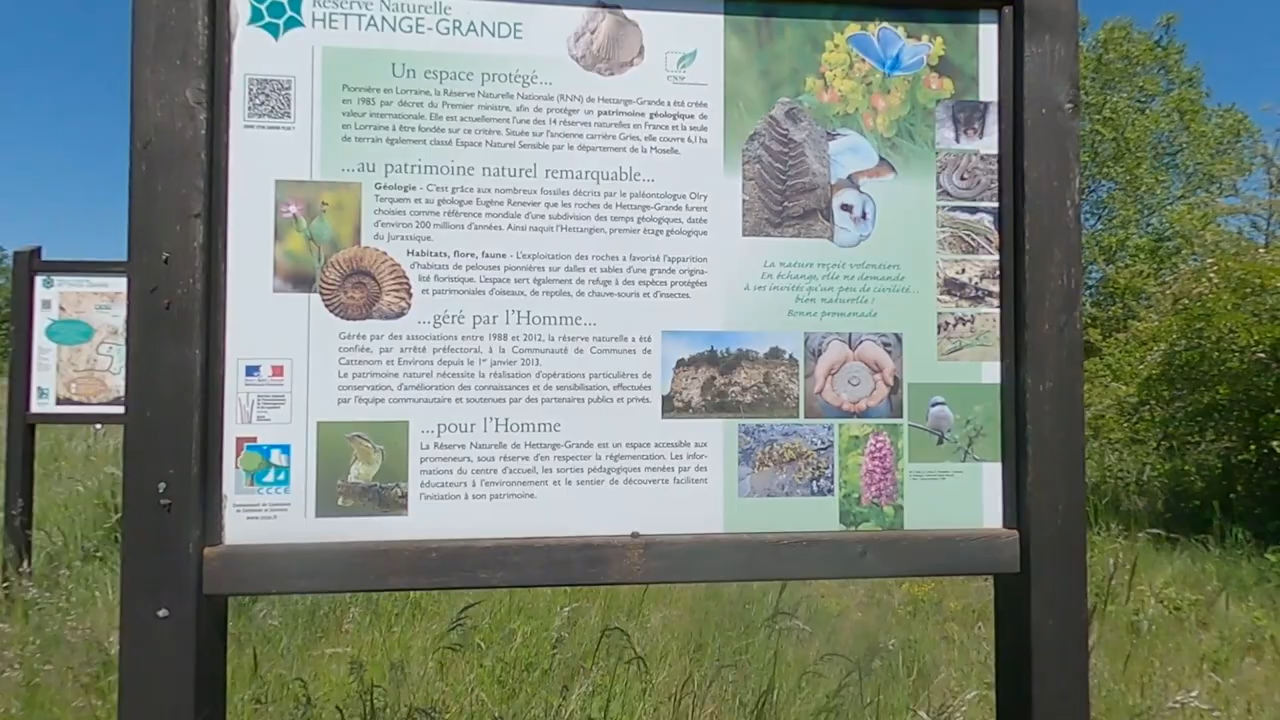 Réserve Naturelle
HETTANGE-GRANDE
Un espace protégé...
Pionnière en Lorraine, la Réserve Naturelle Nationale (RNN) de Hettange-Grande a été créée
en 1985 par décret du Premier ministre, afin de protéger un patrimoine géologique de
valeur internationale. Elle est actuellement l'une des 14 réserves naturelles en France et la seule
en Lorraine à être fondée sur ce critère. Située sur l'ancienne carrière Gries, elle couvre 6,1 ha
de terrain également classé Espace Naturel Sensible par le département de la Moselle.
...au patrimoine naturel remarquable...
Géologie - C'est grâce aux nombreux fossiles décrits par le paléontologue Olry
Terquem et au géologue Eugène Renevier que les roches de Hettange-Grande furent
choisies comme référence mondiale d'une subdivision des temps géologiques, datée
d'environ 200 millions d'années. Ainsi naquit l'Hettangien, premier étage géologique
du Jurassique.
Habitats, flore, faune - L'exploitation des roches a favorisé l'apparition
d'habitats de pelouses pionnières sur dalles et sables d'une grande origina-
lité floristique. L'espace sert également de refuge à des espèces protégées
et patrimoniales d'oiseaux, de reptiles, de chauve-souris et d'insectes.
...géré par l'Homme...
Gérée par des associations entre 1988 et 2012, la réserve naturelle a été
confiée, par arrêté préfectoral, à la Communauté de Communes de
Cattenom et Environs depuis le 1er janvier 2013.
Le patrimoine naturel nécessite la réalisation d'opérations particulières de
conservation, d'amélioration des connaissances et de sensibilisation, effectuées
par l'équipe communautaire et soutenues par des partenaires publics et privés.
...pour l'Homme
La Réserve Naturelle de Hettange-Grande est un espace accessible aux
promeneurs, sous réserve d'en respecter la réglementation. Les infor-
mations du centre d'accueil, les sorties pédagogiques menées par des
éducateurs à l'environnement et le sentier de découverte facilitent
l'initiation à son patrimoine.
La nature reçoit volontiers
En échange, elle ne demande
à ses invités qu'un peu de civilité...
bien naturelle !
Bonne promenade
CCCE
HETTANGE-GRANDE